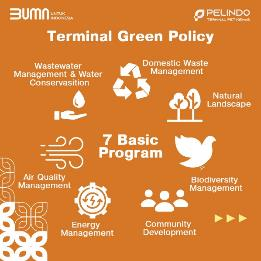 BUMN UNTUK
INDONESIA
PELINDO
TERMINAL PETIKEMAS
Terminal Green Policy
Wastewater
Management & Water
Conservasition
Domestic Waste
Management
Natural
Landscape
7 Basic
Program
Air Quality
Management
Biodiversity
Management
Energy
Management
Community
Development